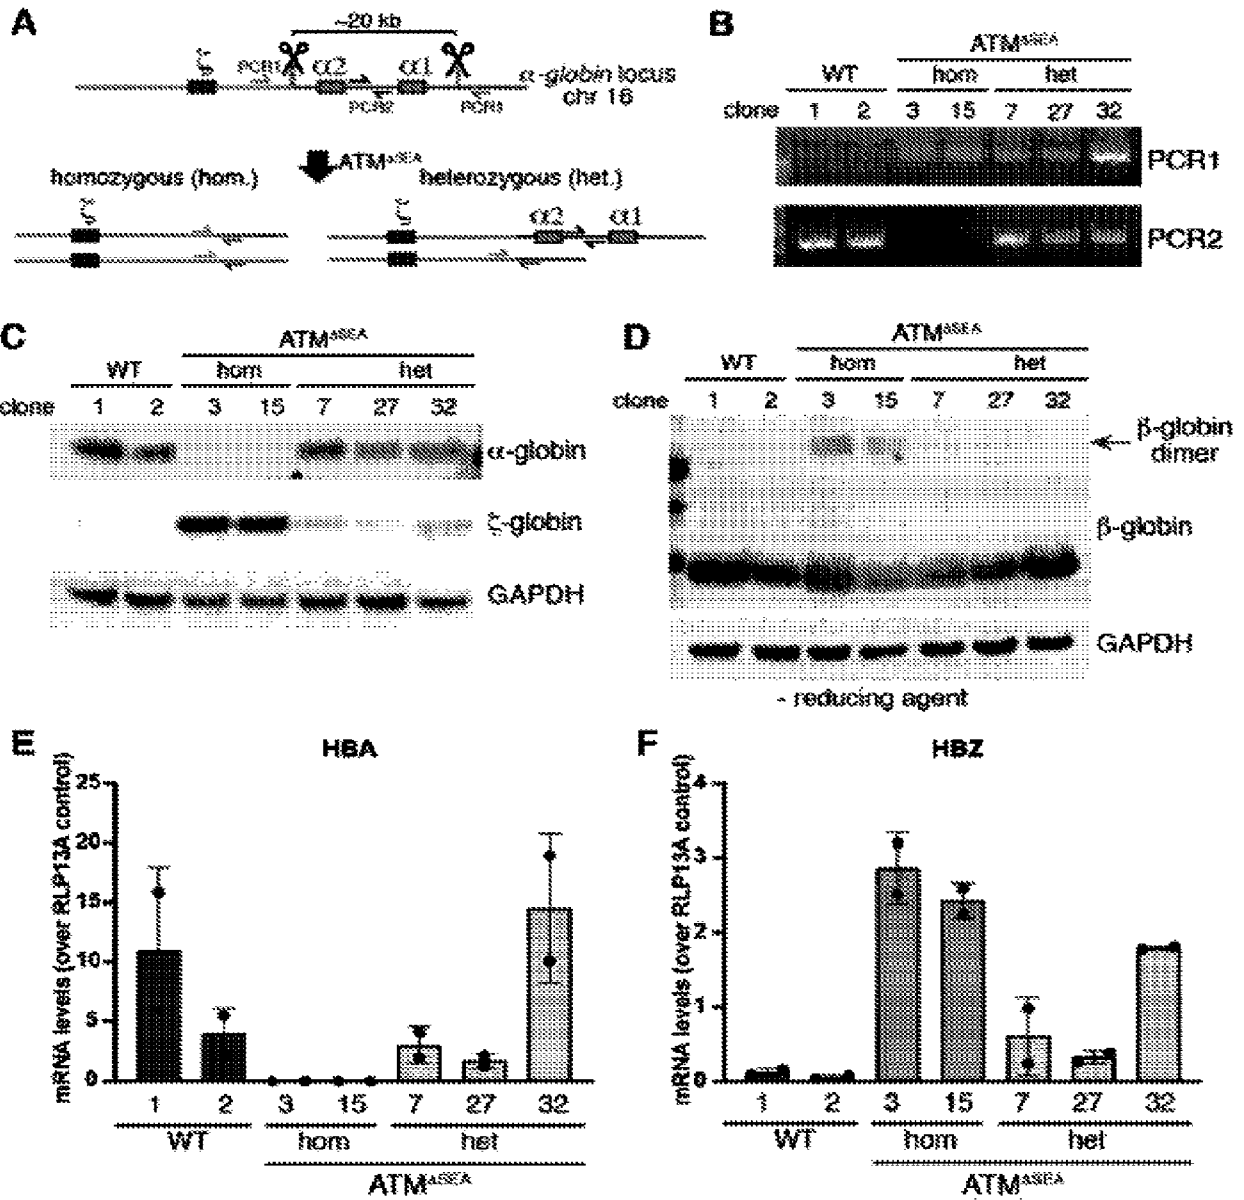 A
~20 kb
ζ
PCR1
α2
α1
α-globin locus
chr 16
PCR2
PCR1
ATMΔSEA
homozygous (hom.)
heterozygous (het.)
ζ
ζ
α2
α1
B
ATMΔSEA
WT
hom
het
clone 1 2 3 15 7 27 32
PCR1
PCR2
C
ATMΔSEA
WT
hom
het
clone 1 2 3 15 7 27 32
α-globin
ζ-globin
GAPDH
D
ATMΔSEA
WT
hom
het
clone 1 2 3 15 7 27 32
β-globin
dimer
β-globin
GAPDH
- reducing agent
E
HBA
mRNA levels (over RLP13A control)
25
20
15
10
5
0
1 2 3 15 7 27 32
WT hom het
ATMΔSEA
F
HBZ
mRNA levels (over RLP13A control)
4
3
2
1
0
1 2 3 15 7 27 32
WT hom het
ATMΔSEA